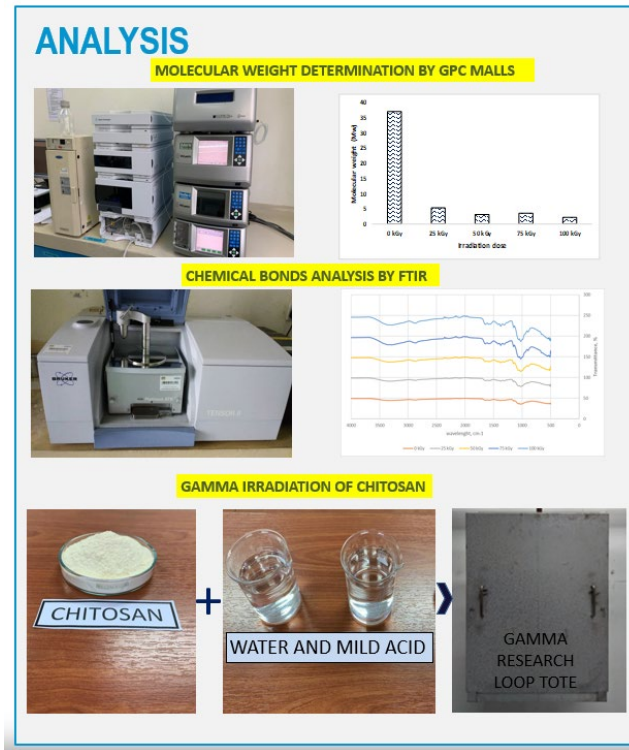 ANALYSIS
MOLECULAR WEIGHT DETERMINATION BY GPC MALLS
Molecular weight (Mw)
40
35
30
25
20
15
10
5
0
0 kGy 25 kGy 50 kGy 75 kGy 100 kGy
Irradiation dose
CHEMICAL BONDS ANALYSIS BY FTIR
BRUKER
TENSOR II
300
250
200
150
100
50
0
Transmittance, %
4000 3500 3000 2500 2000 1500 1000 500 0
wavelenght, cm-1
0 kGy 25 kGy 50 kGy 75 kGy 100 kGy
GAMMA IRRADIATION OF CHITOSAN
CHITOSAN
+
WATER AND MILD ACID
GAMMA
RESEARCH
LOOP TOTE